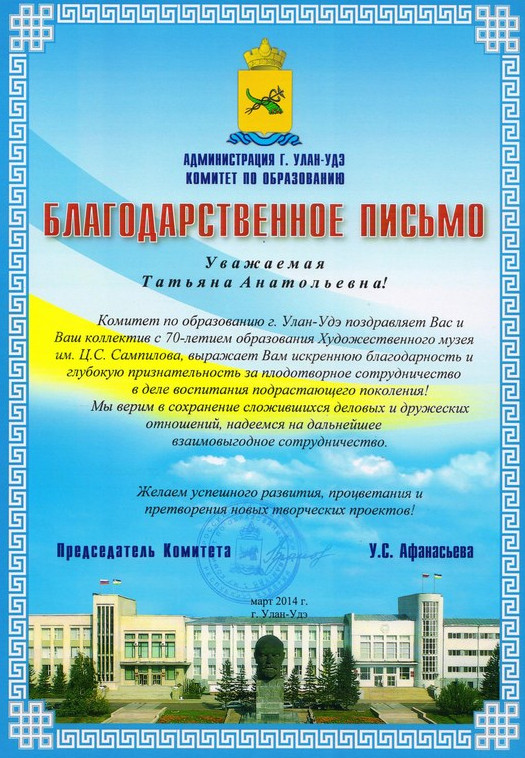 АДМИНИСТРАЦИЯ Г. УЛАН-УДЭ
КОМИТЕТ ПО ОБРАЗОВАНИЮ
БЛАГОДАРСТВЕННОЕ ПИСЬМО
Уважаемая
Татьяна Анатольевна!
Комитет по образованию г. Улан-Удэ поздравляет Вас и
Ваш коллектив с 70-летием образования Художественного музея
им. Ц.С. Сампилова, выражает Вам искреннюю благодарность и
глубокую признательность за плодотворное сотрудничество
в деле воспитания подрастающего поколения!
Мы верим в сохранение сложившихся деловых и дружеских
отношений, надеемся на дальнейшее
взаимовыгодное сотрудничество.
Желаем успешного развития, процветания и
претворения новых творческих проектов!
Председатель Комитета У.С. Афанасьева
март 2014 г.
г. Улан-Удэ